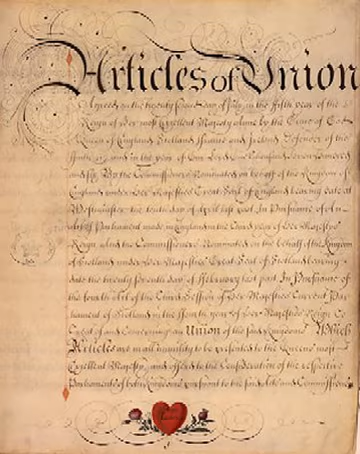 Articles of Union
Agreed on the twenty Second day of July in the fifth year of the
Reign of Her most Excellent Majesty Anne by the Grace of God
Queen of England Scotland France and Ireland Defender of the
Faith &c. and in the year of Our Lord One thousand Seven hundred
and Six By the Commissioners Nominated on behalf of the Kingdom of
England under Her Majesties Great Seal of England bearing date at
Westminster the tenth day of April last past In Pursuance of an
Act of Parliament made in England in the third year of Her Majesties
Reign and the Commissioners Nominated on the behalf of the Kingdom
of Scotland under Her Majesties Great Seal of Scotland bearing
date the twenty seventh day of February last past In Pursuance of
the fourth Act of the third Session of Her Majesties Current Par
liament of Scotland in the year of Her Majesties Reign to
Treat of and Concerning an Union of the said Kingdoms Which
Articles are in all humility to be presented to the Queens most
Excellent Majesty and offered to the Consideration of the respective
Parliaments of both Kingdoms pursuant to the said Acts and Commissions